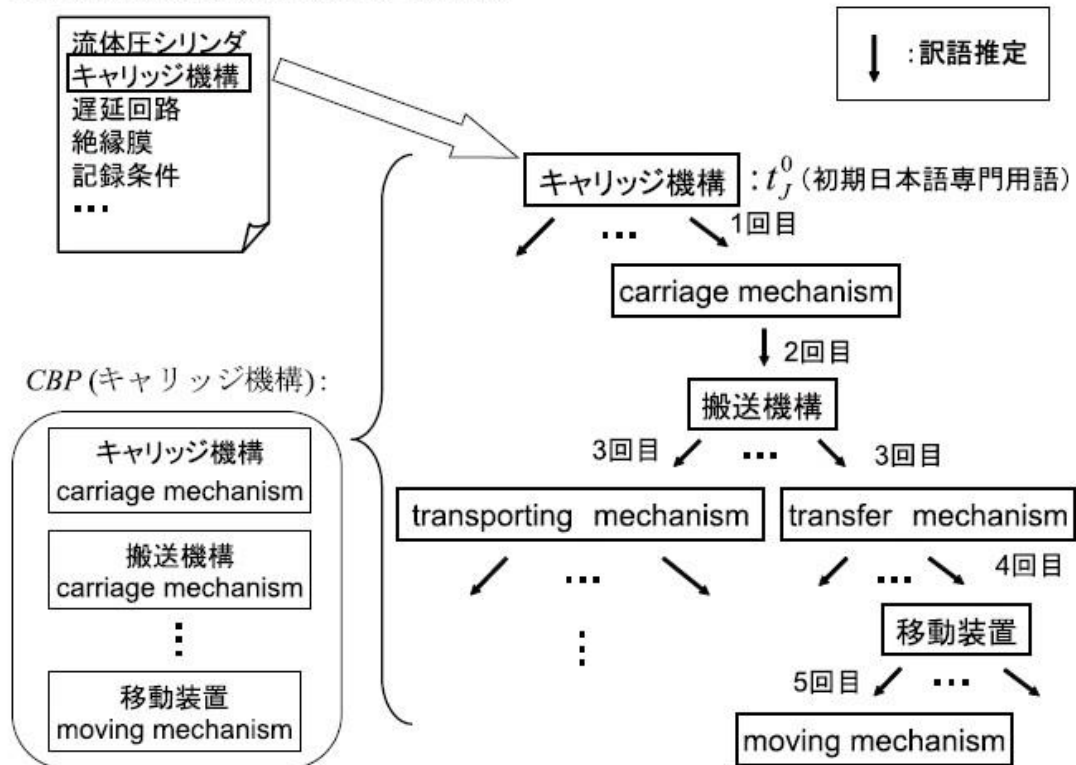 流体圧シリンダ
キャリッジ機構
遅延回路
絶縁膜
記録条件
…
:訳語推定
キャリッジ機構 : t_J^0 (初期日本語専門用語)
… 1回目
carriage mechanism
2回目
搬送機構
3回目 … 3回目
transporting mechanism
transfer mechanism
… … 4回目
移動装置
5回目 …
moving mechanism
CBP (キャリッジ機構) :
キャリッジ機構
carriage mechanism
搬送機構
carriage mechanism
移動装置
moving mechanism